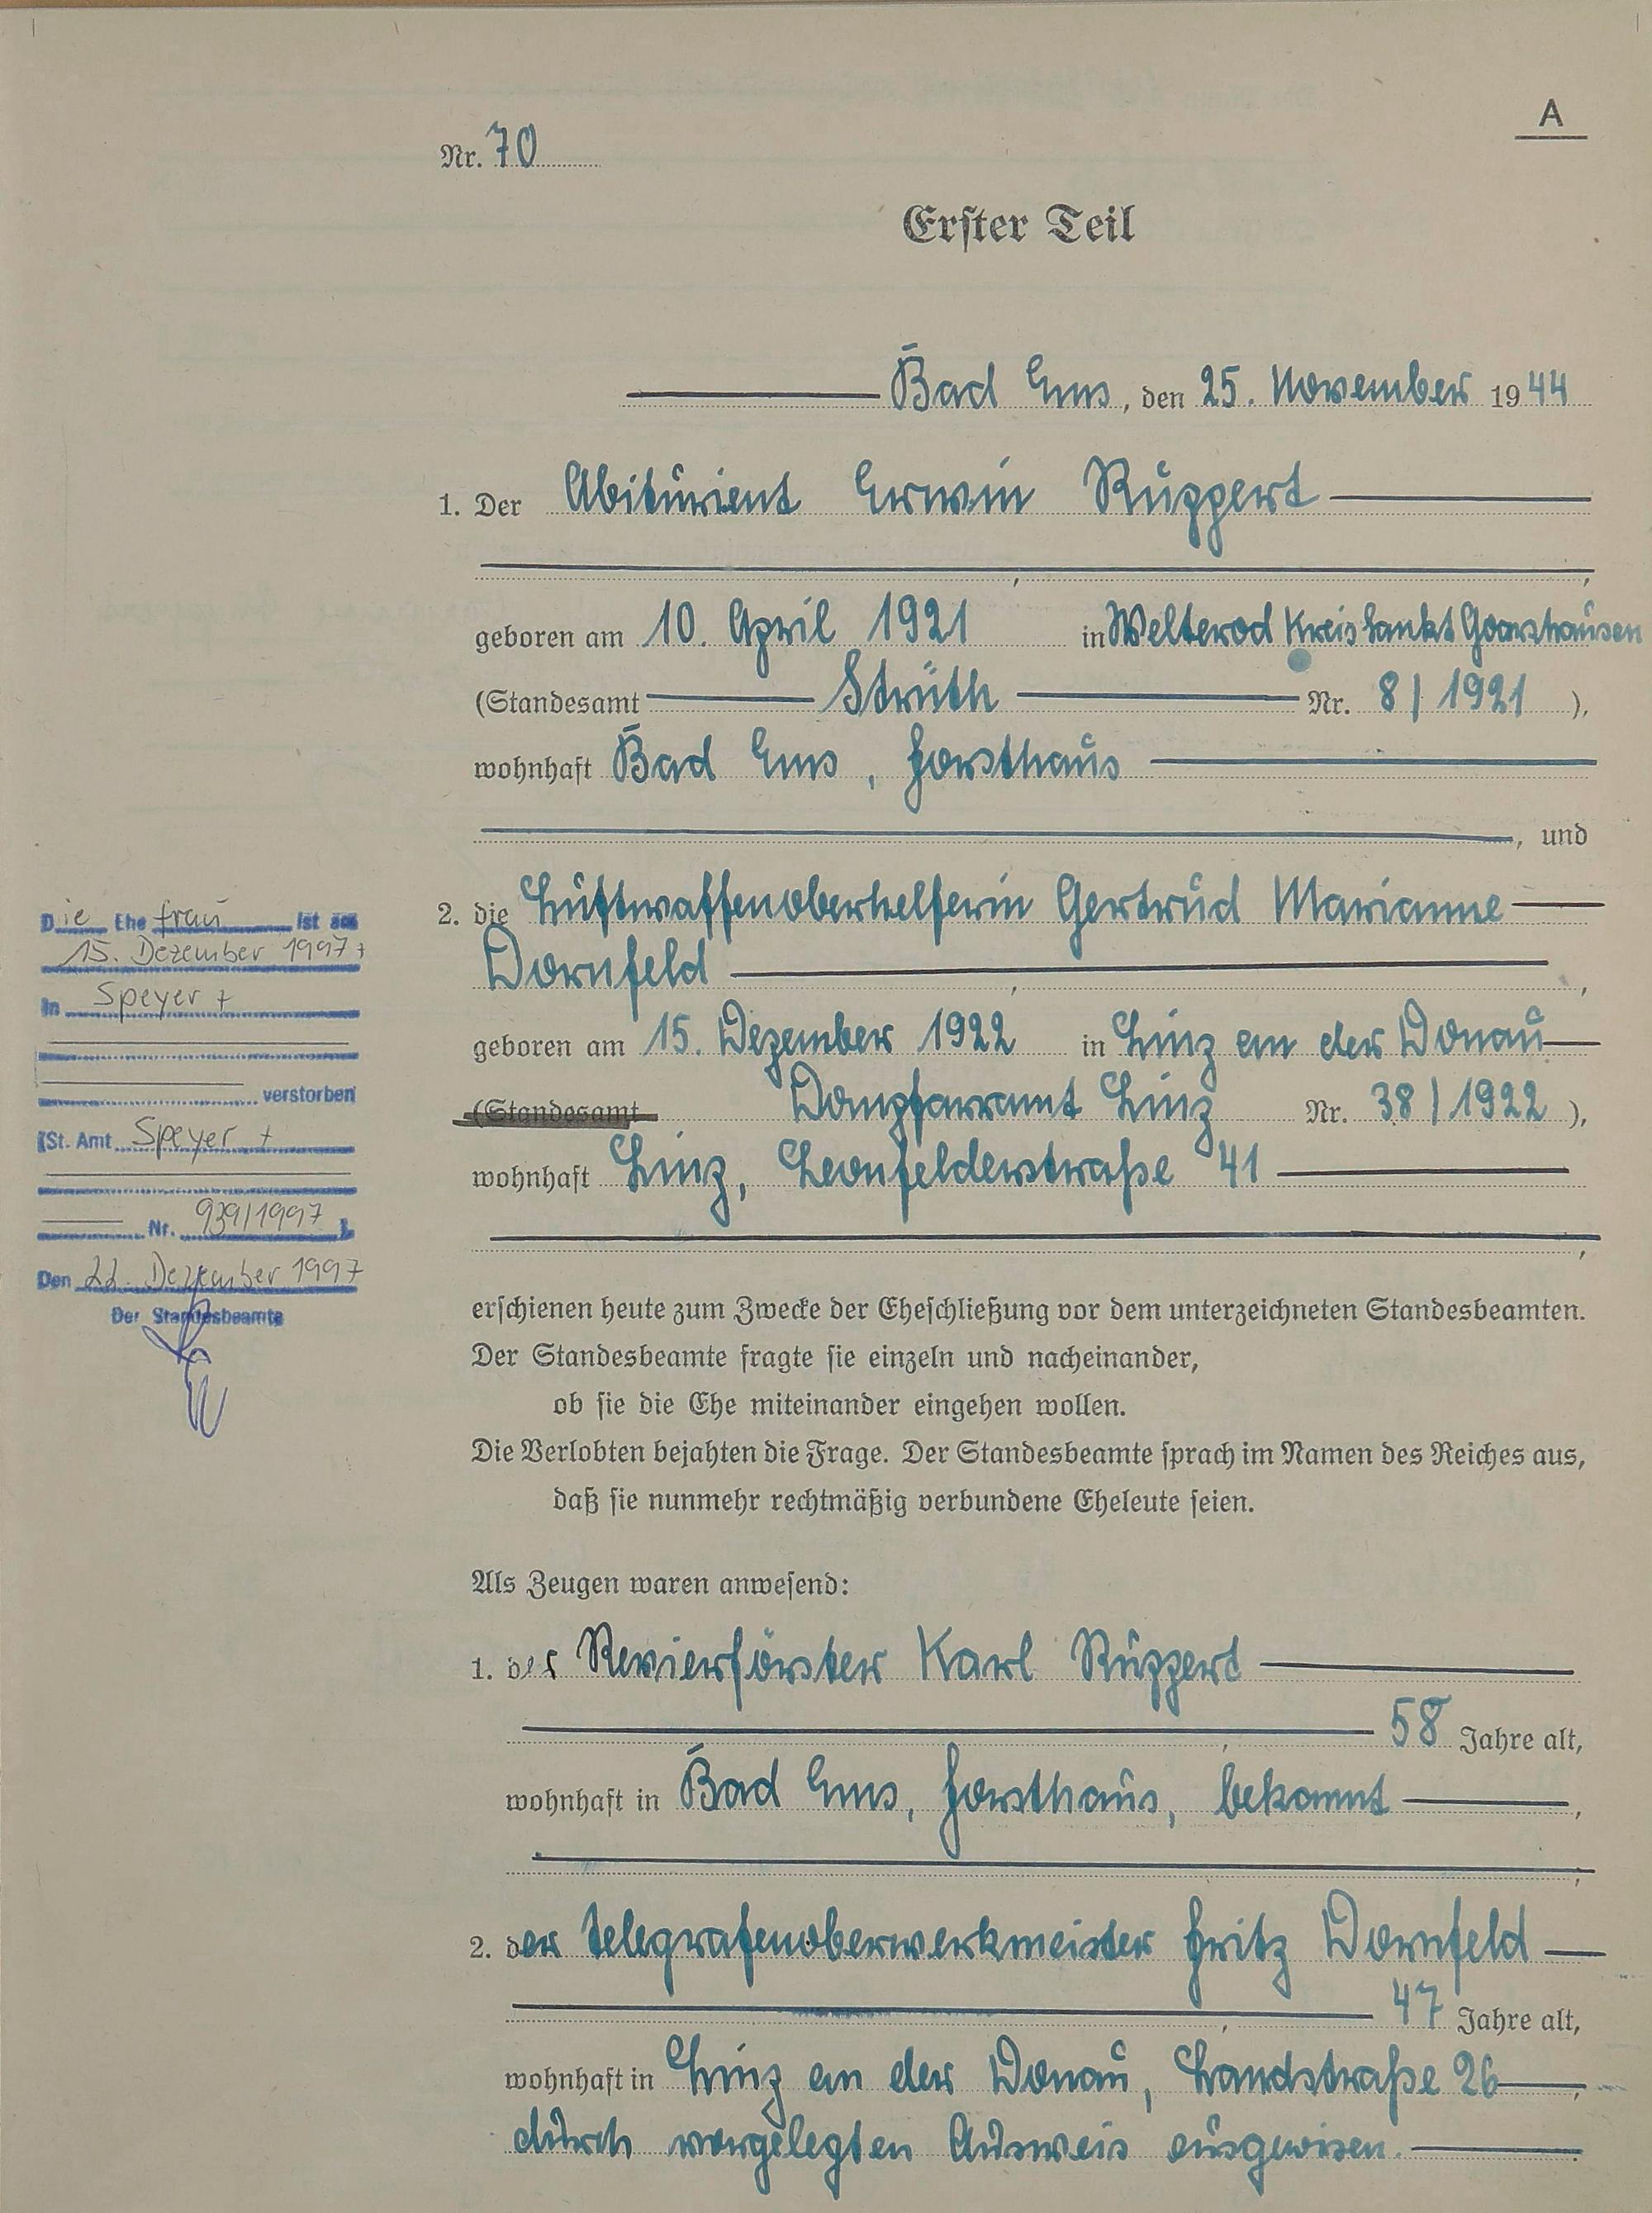 A
Nr. 70
Erster Teil
Bad Ems, den 25. November 1944
1. Der Abiturient Erwin Ruppert
geboren am 10. April 1921 in Welterod Kreis Sankt Goarshausen
(Standesamt Strüth Nr. 8/1921),
wohnhaft Bad Ems, Forsthaus
, und
2. die Luftwaffenoberhelferin Gertrud Marianne
Dornfeld,
geboren am 15. Dezember 1922 in Linz an der Donau
(Standesamt Dompfarramt Linz Nr. 38/1922),
wohnhaft Linz, Leonfelderstraße 41
,
erschienen heute zum Zwecke der Eheschließung vor dem unterzeichneten Standesbeamten.
Der Standesbeamte fragte sie einzeln und nacheinander,
ob sie die Ehe miteinander eingehen wollen.
Die Verlobten bejahten die Frage. Der Standesbeamte sprach im Namen des Reiches aus,
daß sie nunmehr rechtmäßig verbundene Eheleute seien.
Als Zeugen waren anwesend:
1. der Revierförster Karl Ruppert
58 Jahre alt,
wohnhaft in Bad Ems, Forsthaus, bekannt,
2. der Telegrafenoberwerkmeister Fritz Dornfeld
47 Jahre alt,
wohnhaft in Linz an der Donau, Landstraße 26,
durch vorgelegten Ausweis ausgewisen.
Die Ehefrau ist am
15. Dezember 1997
in Speyer
verstorben
(St. Amt Speyer
Nr. 939/1997).
Den 22. Dezember 1997
Der Standesbeamte